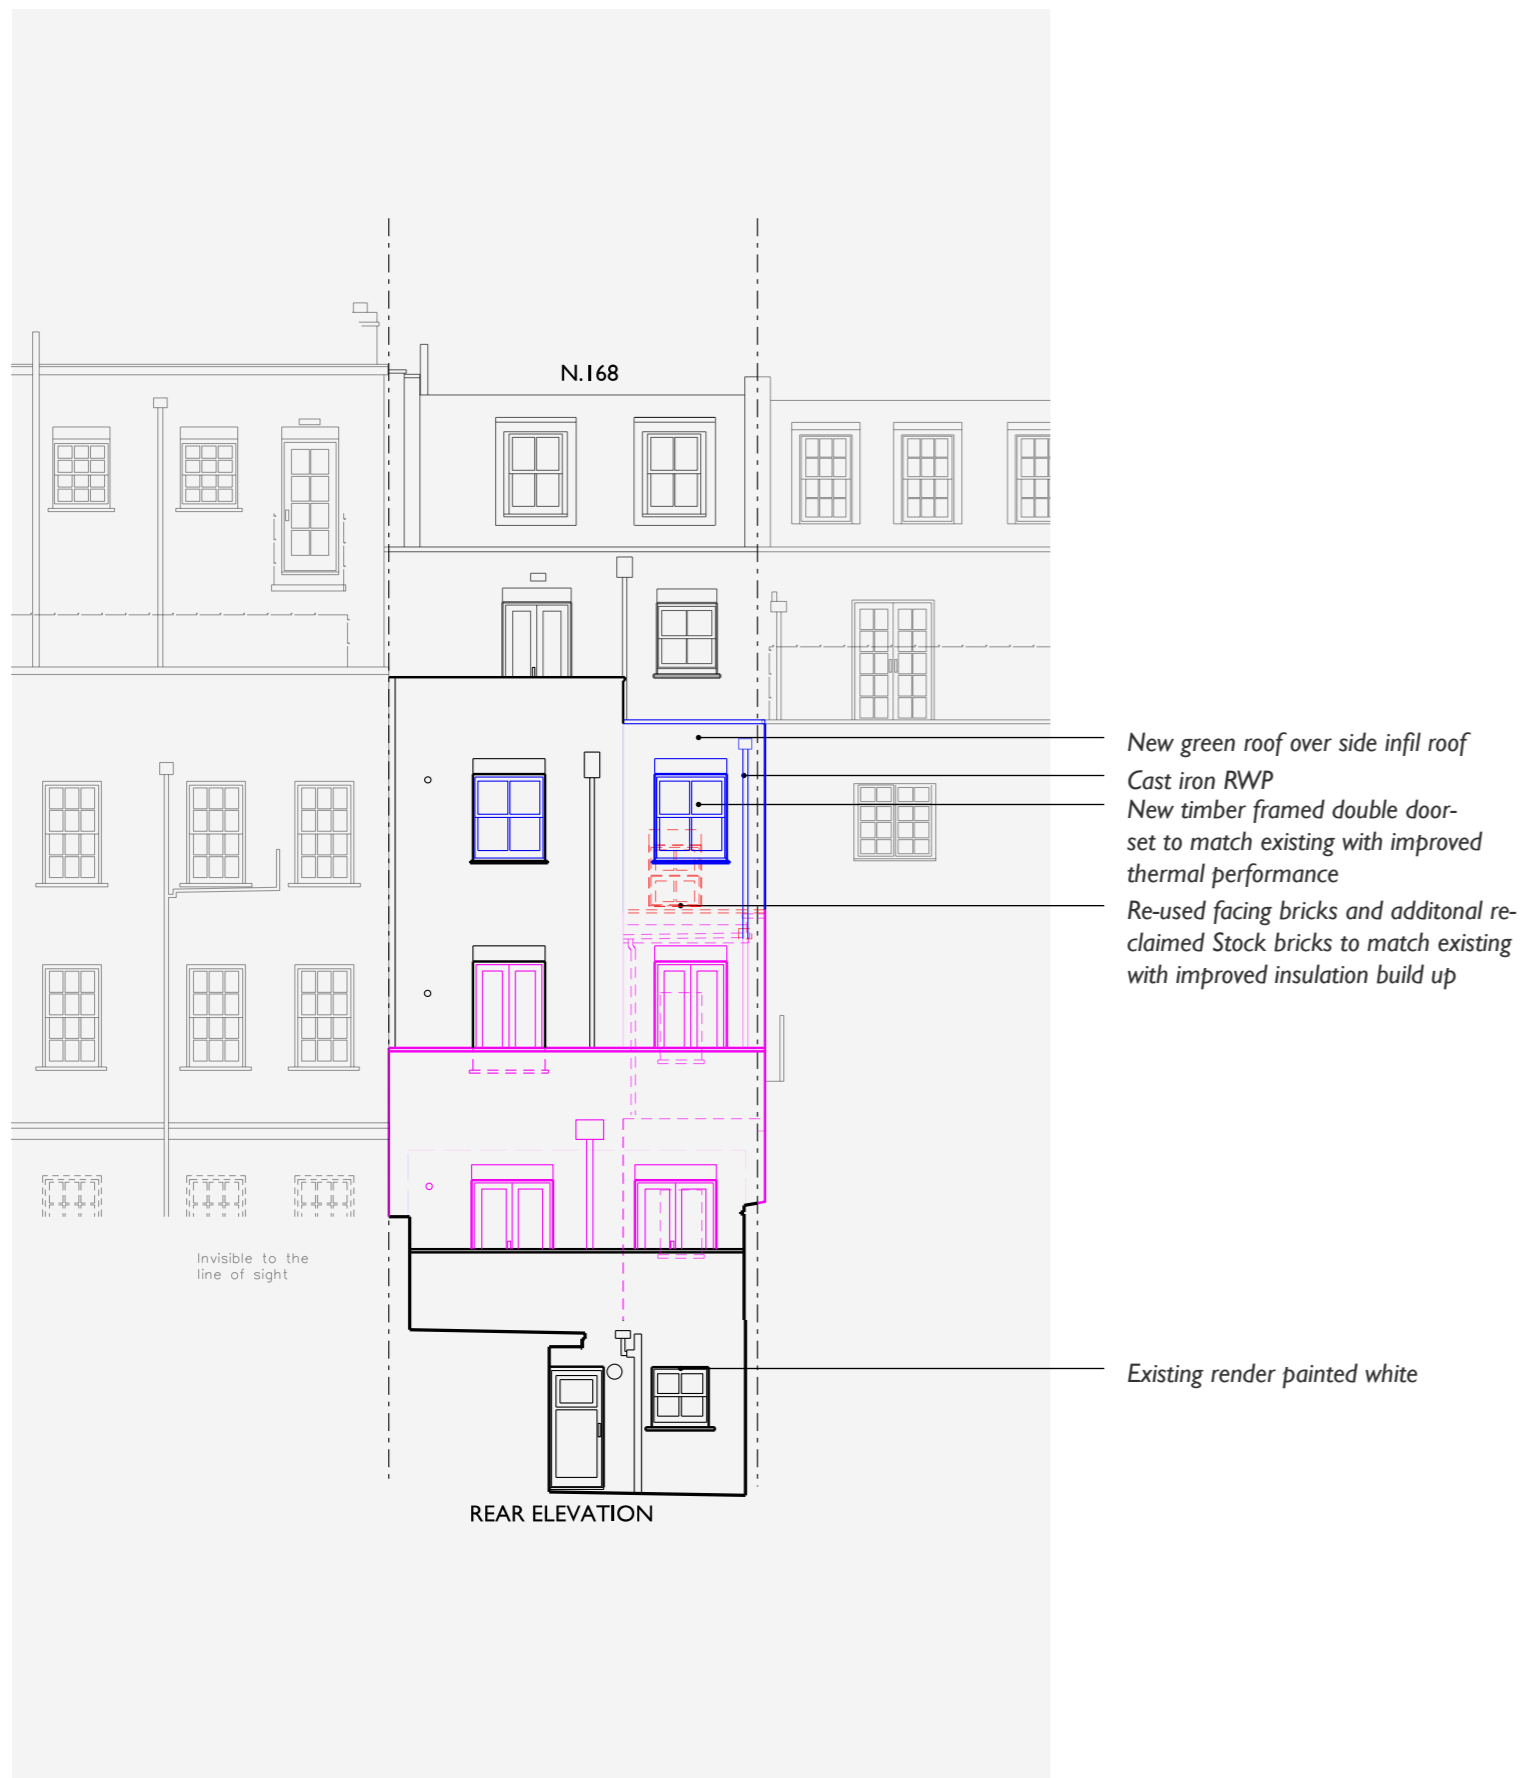 N.168
New green roof over side infil roof
Cast iron RWP
New timber framed double door-
set to match existing with improved
thermal performance
Re-used facing bricks and additonal re-
claimed Stock bricks to match existing
with improved insulation build up
Invisible to the
line of sight
Existing render painted white
REAR ELEVATION